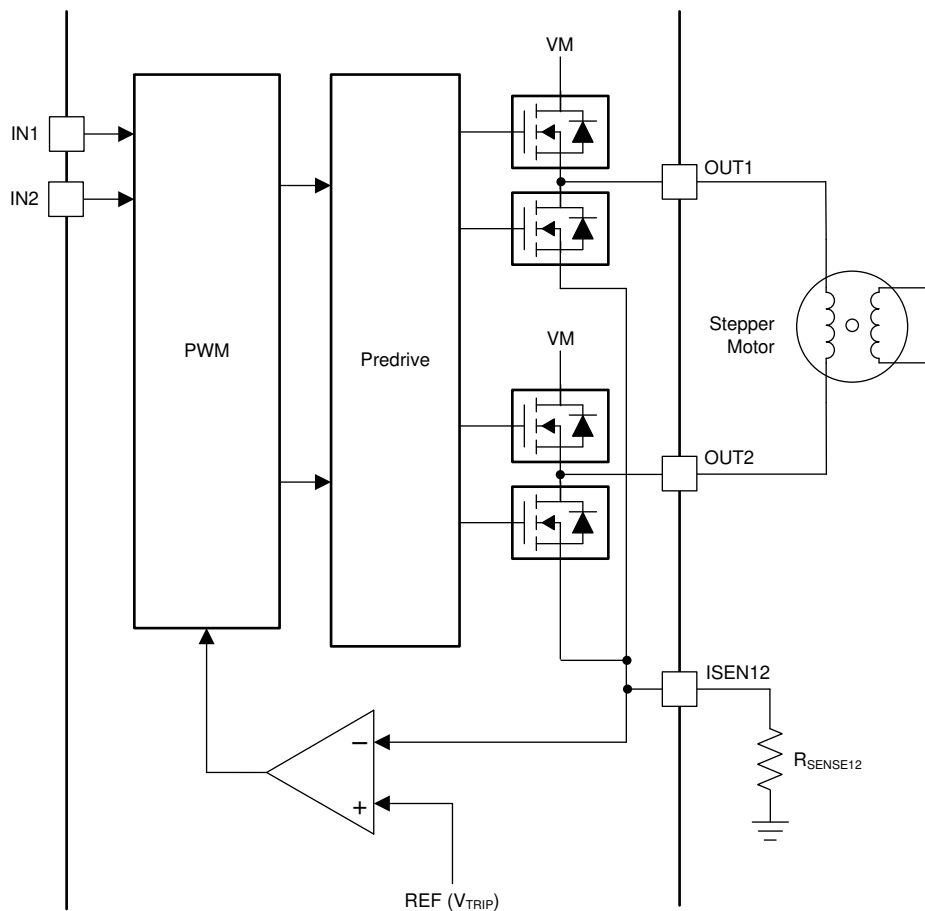 VM
IN1
OUT1
IN2
PWM
Predrive
Stepper
Motor
VM
OUT2
ISEN12
−
RSENSE12
+
REF (VTRIP)